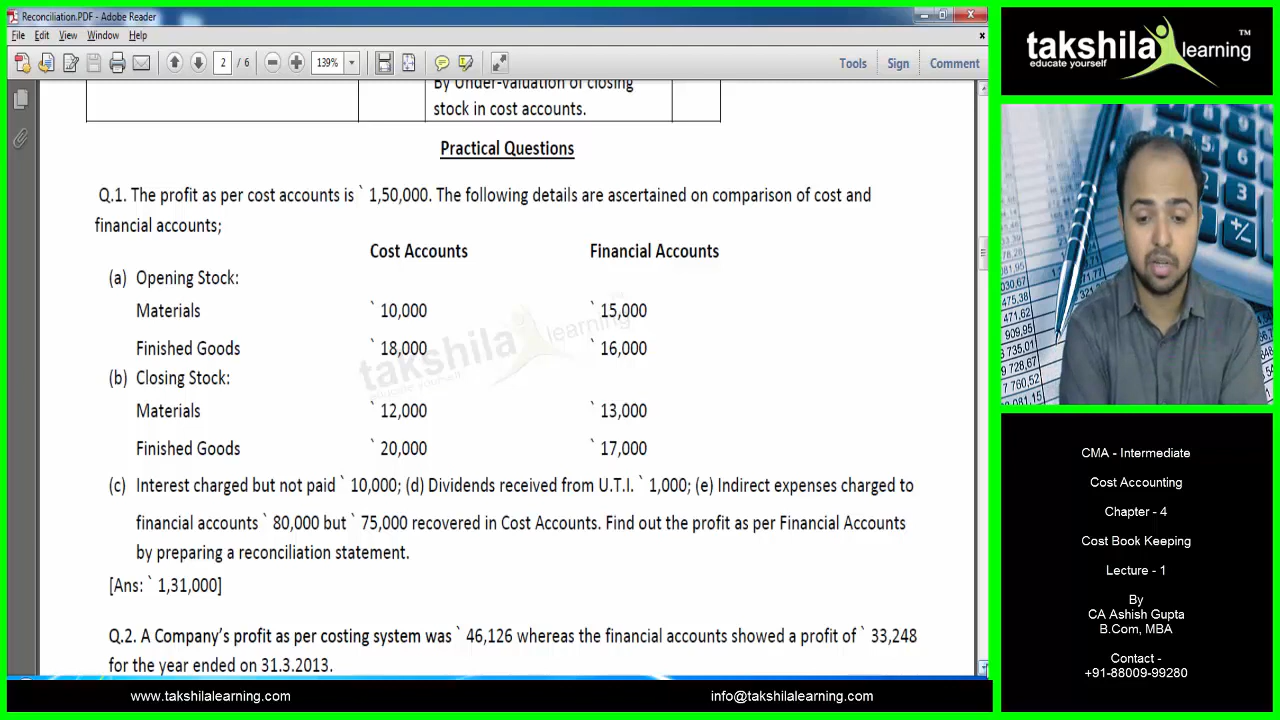 Reconciliation.PDF - Adobe Reader
File Edit View Window Help
2 / 6 139% Tools Sign Comment
By Under-valuation of closing
stock in cost accounts.
Practical Questions
Q.1. The profit as per cost accounts is ` 1,50,000. The following details are ascertained on comparison of cost and
financial accounts;
Cost Accounts Financial Accounts
(a) Opening Stock:
Materials ` 10,000 ` 15,000
Finished Goods ` 18,000 ` 16,000
(b) Closing Stock:
Materials ` 12,000 ` 13,000
Finished Goods ` 20,000 ` 17,000
(c) Interest charged but not paid ` 10,000; (d) Dividends received from U.T.I. ` 1,000; (e) Indirect expenses charged to
financial accounts ` 80,000 but ` 75,000 recovered in Cost Accounts. Find out the profit as per Financial Accounts
by preparing a reconciliation statement.
[Ans: ` 1,31,000]
Q.2. A Company's profit as per costing system was ` 46,126 whereas the financial accounts showed a profit of ` 33,248
for the year ended on 31.3.2013.
takshila learning
takshila learning™
educate yourself
CMA - Intermediate
Cost Accounting
Chapter - 4
Cost Book Keeping
Lecture - 1
By
CA Ashish Gupta
B.Com, MBA
Contact -
+91-88009-99280
www.takshilalearning.com info@takshilalearning.com